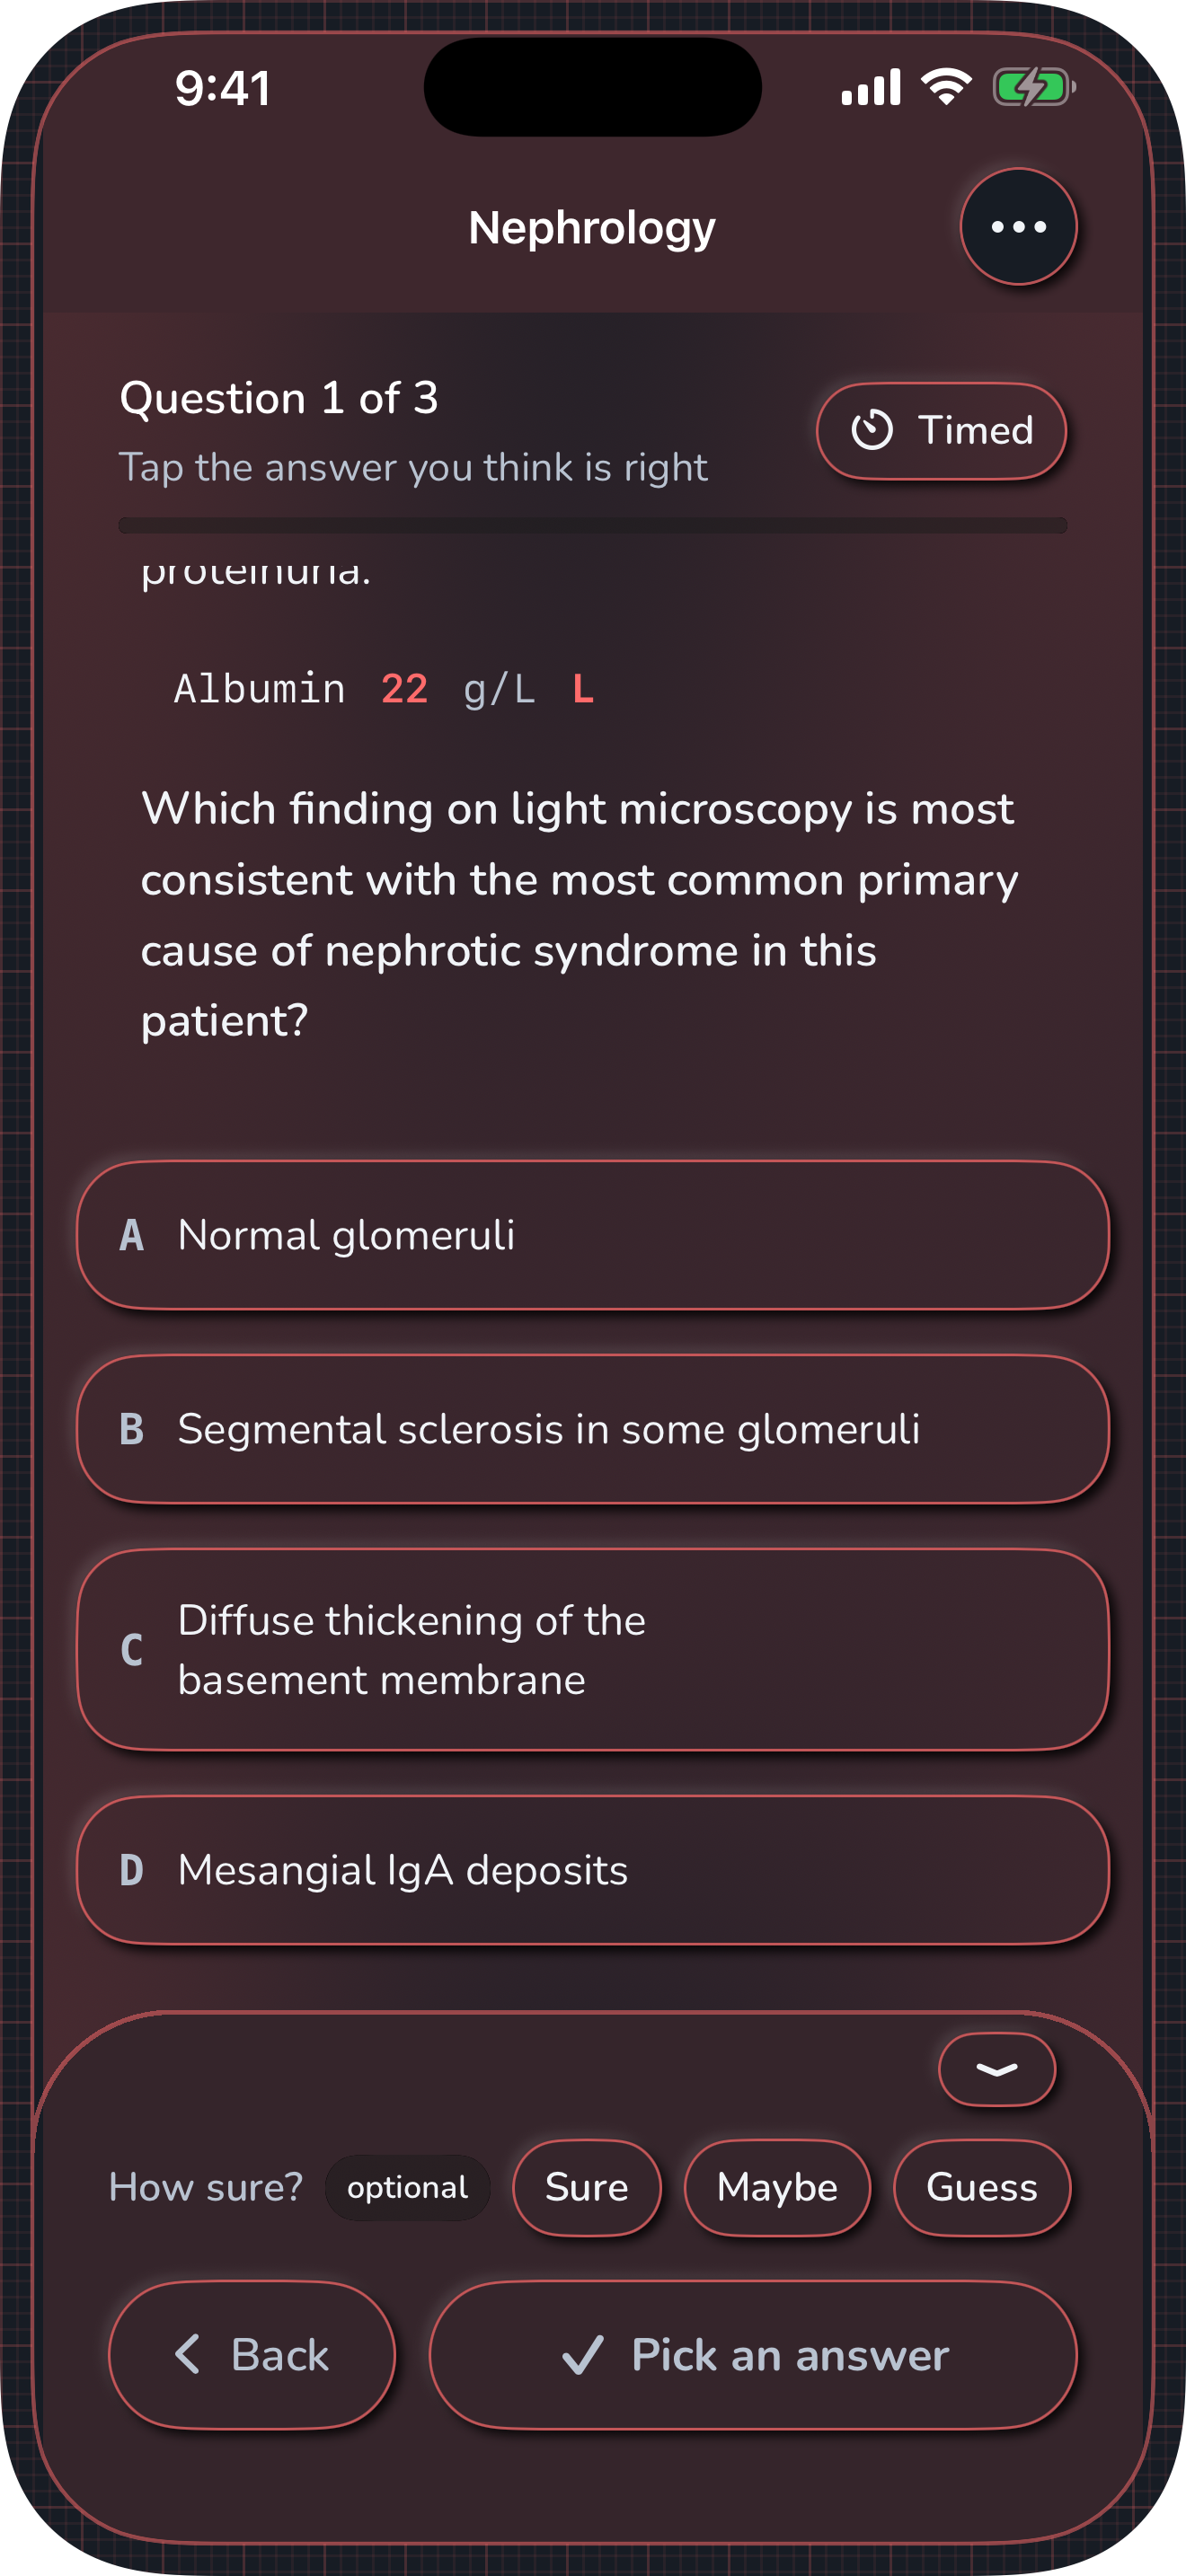 9:41
Nephrology
Question 1 of 3
Tap the answer you think is right
Timed
proteinuria.
Albumin 22 g/L L
Which finding on light microscopy is most
consistent with the most common primary
cause of nephrotic syndrome in this
patient?
A Normal glomeruli
B Segmental sclerosis in some glomeruli
C Diffuse thickening of the
basement membrane
D Mesangial IgA deposits
How sure? optional Sure Maybe Guess
Back Pick an answer